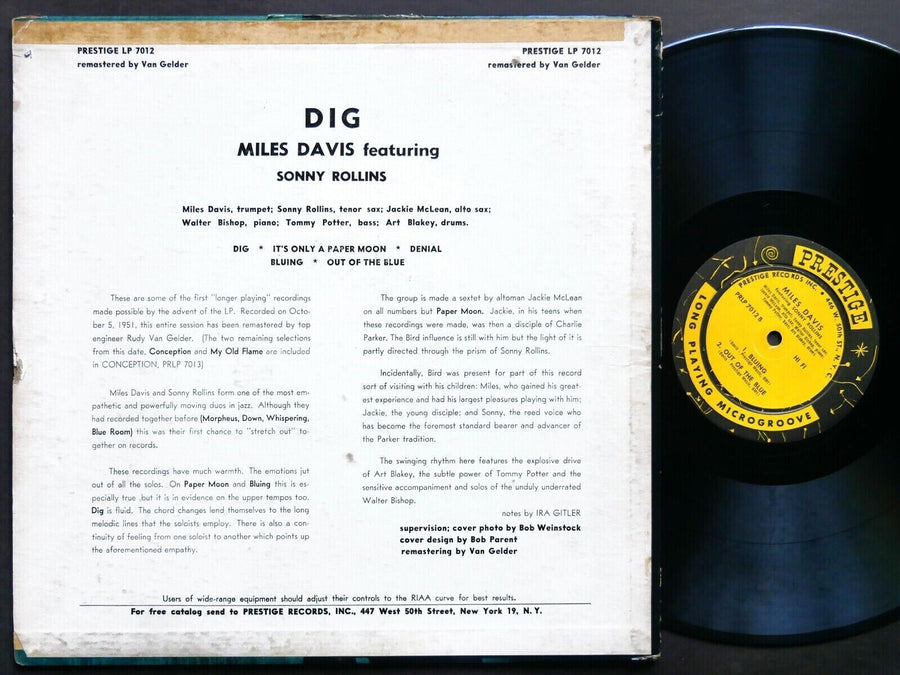 PRESTIGE LP 7012
remastered by Van Gelder
PRESTIGE LP 7012
remastered by Van Gelder
DIG
MILES DAVIS featuring
SONNY ROLLINS
Miles Davis, trumpet; Sonny Rollins, tenor sax; Jackie McLean, alto sax;
Walter Bishop, piano; Tommy Potter, bass; Art Blakey, drums.
DIG * IT'S ONLY A PAPER MOON * DENIAL
BLUING * OUT OF THE BLUE
These are some of the first "longer playing" recordings
made possible by the advent of the LP. Recorded on Octo-
ber 5, 1951, this entire session has been remastered by top
engineer Rudy Van Gelder. (The two remaining selections
from this date, Conception and My Old Flame are included
in CONCEPTION, PRLP 7013)
Miles Davis and Sonny Rollins form one of the most em-
pathetic and powerfully moving duos in jazz. Although they
had recorded together before (Morpheus, Down, Whispering,
Blue Room) this was their first chance to "stretch out" to-
gether on records.
These recordings have much warmth. The emotions jut
out of all the solos. On Paper Moon and Bluing this is es-
pecially true ,but it is in evidence on the upper tempos too.
Dig is fluid. The chord changes lend themselves to the long
melodic lines that the soloists employ. There is also a con-
tinuity of feeling from one soloist to another which points up
the aforementioned empathy.
The group is made a sextet by altoman Jackie McLean
on all numbers but Paper Moon. Jackie, in his teens when
these recordings were made, was then a disciple of Charlie
Parker. The Bird influence is still with him but the light of it is
partly directed through the prism of Sonny Rollins.
Incidentally, Bird was present for part of this record
sort of visiting with his children: Miles, who gained his great-
est experience and had his largest pleasures playing with him;
Jackie, the young disciple; and Sonny, the reed voice who
has become the foremost standard bearer and advancer of
the Parker tradition.
The swinging rhythm here features the explosive drive
of Art Blakey, the subtle power of Tommy Potter and the
sensitive accompaniment and solos of the unduly underrated
Walter Bishop.
notes by IRA GITLER
supervision; cover photo by Bob Weinstock
cover design by Bob Parent
remastering by Van Gelder
Users of wide-range equipment should adjust their controls to the RIAA curve for best results.
For free catalog send to PRESTIGE RECORDS, INC., 447 West 50th Street, New York 19, N. Y.
PRESTIGE
PRESTIGE RECORDS INC. • 446 W. 50th ST. N. Y. C.
MILES DAVIS
featuring SONNY ROLLINS
PRLP 7012 B
HI FI
1. BLUING
2. OUT OF THE BLUE
LONG PLAYING MICROGROOVE